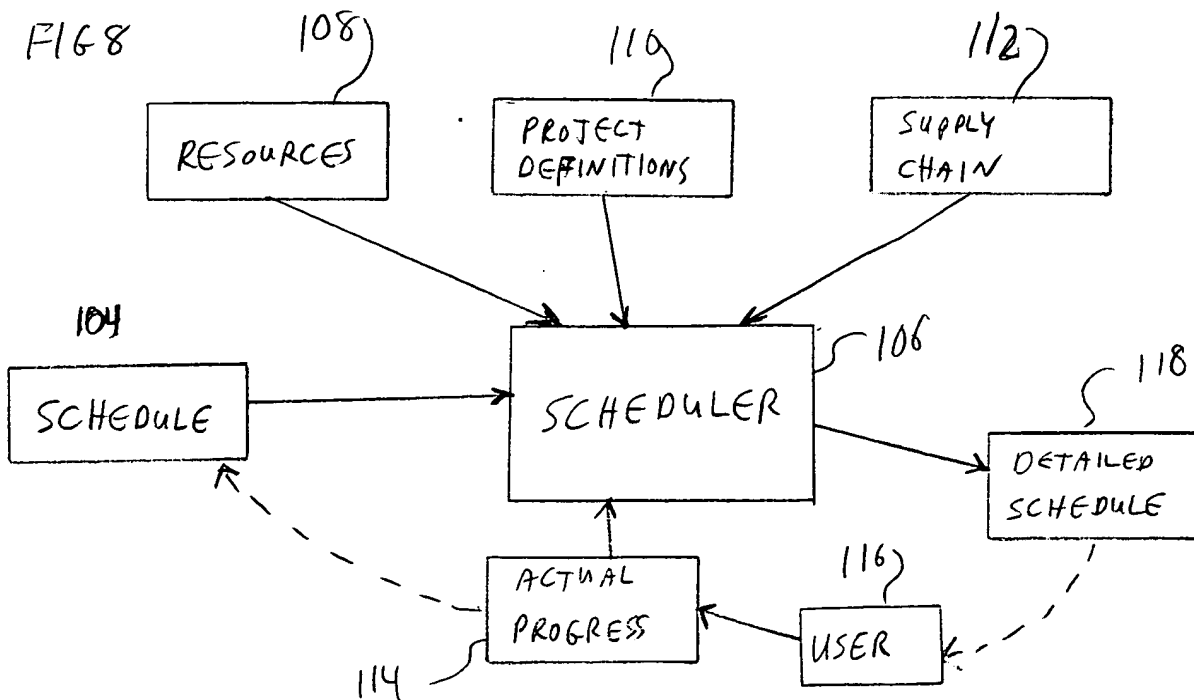 FIG 8
108
110
112
RESOURCES
PROJECT
DEFINITIONS
SUPPLY
CHAIN
104
SCHEDULE
SCHEDULER
106
118
DETAILED
SCHEDULE
ACTUAL
PROGRESS
114
116
USER